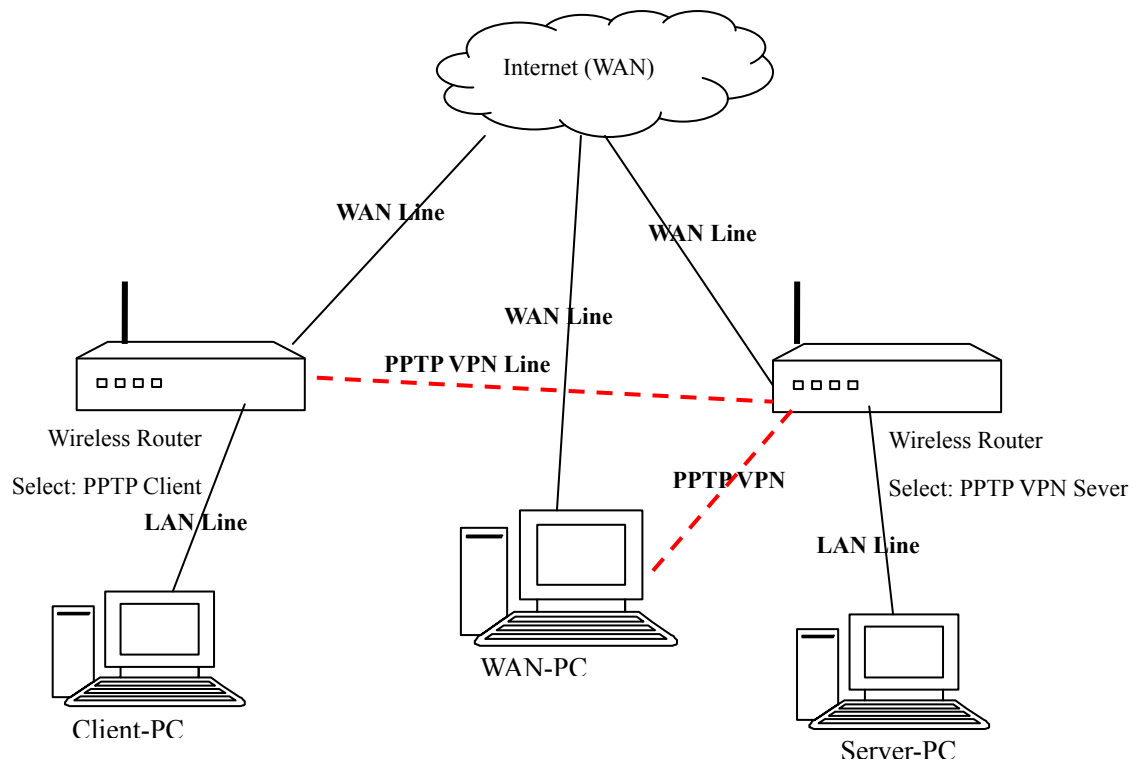 Internet (WAN)
WAN Line
WAN Line
WAN Line
PPTP VPN Line
Wireless Router
Wireless Router
PPTP VPN
Select: PPTP Client
Select: PPTP VPN Sever
LAN Line
LAN Line
WAN-PC
Client-PC
Server-PC